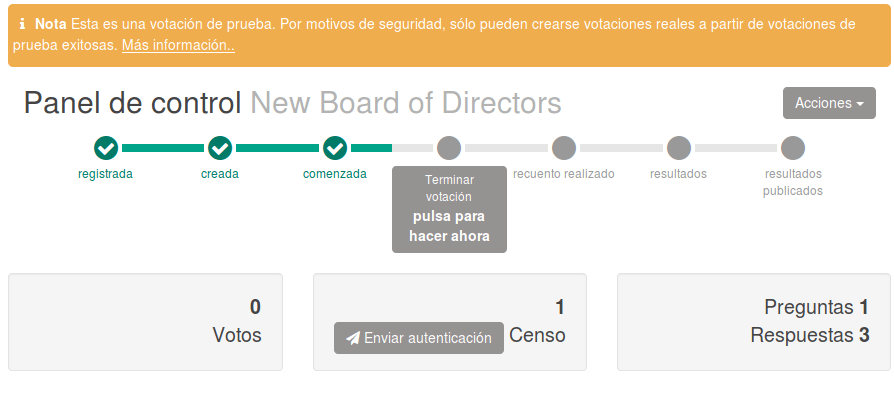 Nota Esta es una votación de prueba. Por motivos de seguridad, sólo pueden crearse votaciones reales a partir de votaciones de
prueba exitosas. Más información..
Panel de control New Board of Directors
Acciones
registrada
creada
comenzada
Terminar
votación
pulsa para
hacer ahora
recuento realizado
resultados
resultados
publicados
0
Votos
1
Enviar autenticación Censo
Preguntas 1
Respuestas 3